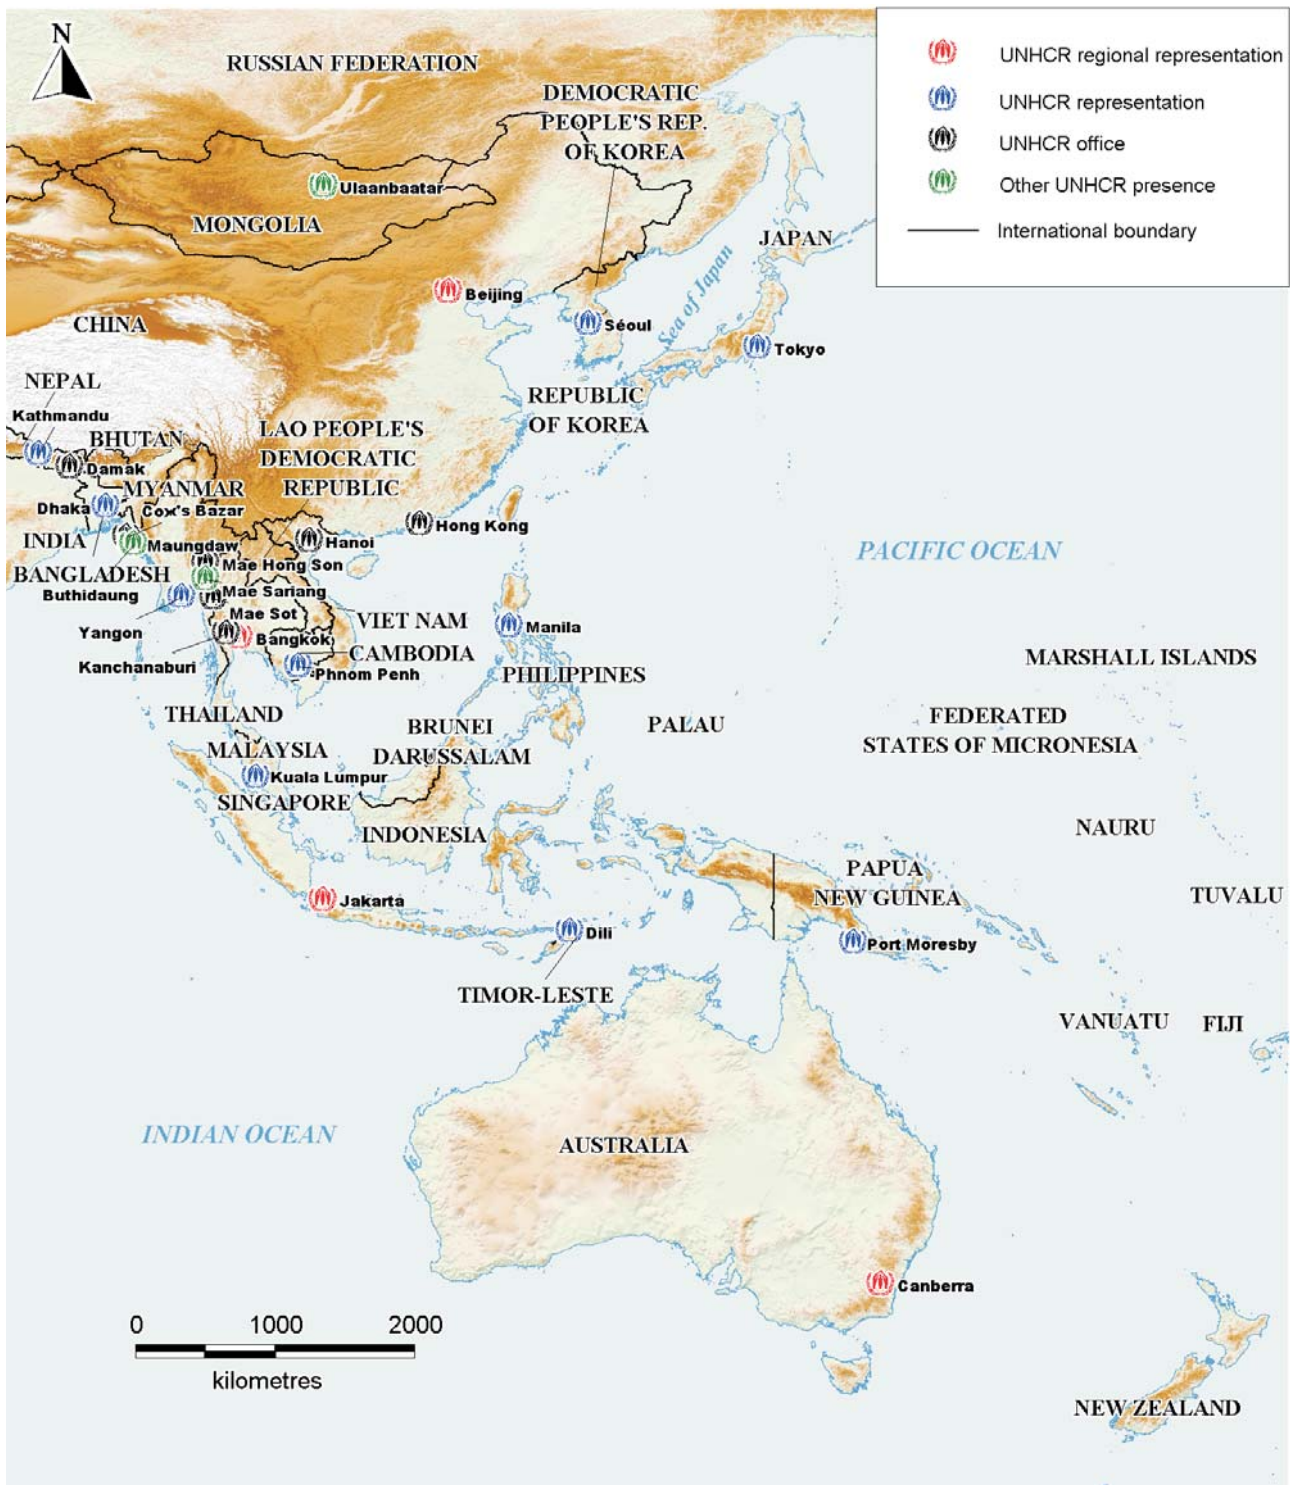 N
RUSSIAN FEDERATION
DEMOCRATIC
PEOPLE'S REP.
OF KOREA
UNHCR regional representation
UNHCR representation
UNHCR office
Other UNHCR presence
International boundary
Ulaanbaatar
MONGOLIA
JAPAN
Sea of Japan
Beijing
CHINA
Séoul
Tokyo
NEPAL
Kathmandu
REPUBLIC
OF KOREA
LAO PEOPLE'S
DEMOCRATIC
REPUBLIC
BHUTAN
Damak
MYANMAR
Dhaka
Cox's Bazar
Hong Kong
INDIA
Maungdaw
Hanoi
PACIFIC OCEAN
Mae Hong Son
BANGLADESH
Buthidaung
Mae Sariang
Mae Sot
VIET NAM
Yangon
Bangkok
Manila
CAMBODIA
Kanchanaburi
Phnom Penh
PHILIPPINES
MARSHALL ISLANDS
THAILAND
BRUNEI
DARUSSALAM
PALAU
FEDERATED
STATES OF MICRONESIA
MALAYSIA
Kuala Lumpur
SINGAPORE
INDONESIA
NAURU
PAPUA
NEW GUINEA
TUVALU
Jakarta
Dili
Port Moresby
TIMOR-LESTE
VANUATU
FIJI
INDIAN OCEAN
AUSTRALIA
Canberra
0 1000 2000
kilometres
NEW ZEALAND